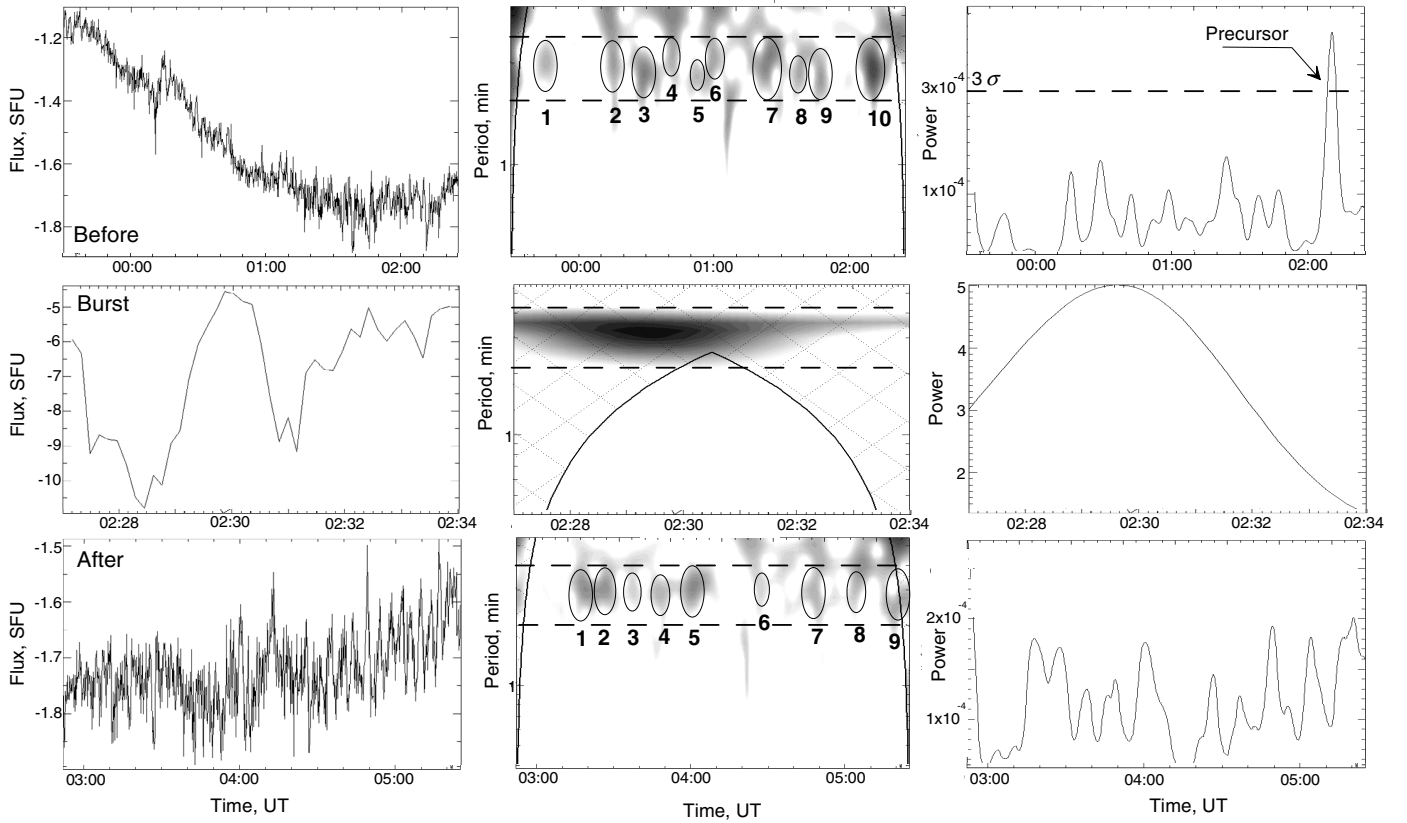 -1.2
-1.4
-1.6
-1.8
Flux, SFU
Before
00:00 01:00 02:00
Period, min
1
1 2 3 4 5 6 7 8 9 10
00:00 01:00 02:00
Precursor
3x10-4 3 σ
1x10-4
Power
00:00 01:00 02:00
Burst
-5
-6
-7
-8
-9
-10
Flux, SFU
02:28 02:30 02:32 02:34
Period, min
1
02:28 02:30 02:32 02:34
5
4
3
2
Power
02:28 02:30 02:32 02:34
After
-1.5
-1.6
-1.7
-1.8
Flux, SFU
03:00 04:00 05:00
Time, UT
Period, min
1
1 2 3 4 5 6 7 8 9
03:00 04:00 05:00
Time, UT
2x10
1x10-4
Power
03:00 04:00 05:00
Time, UT